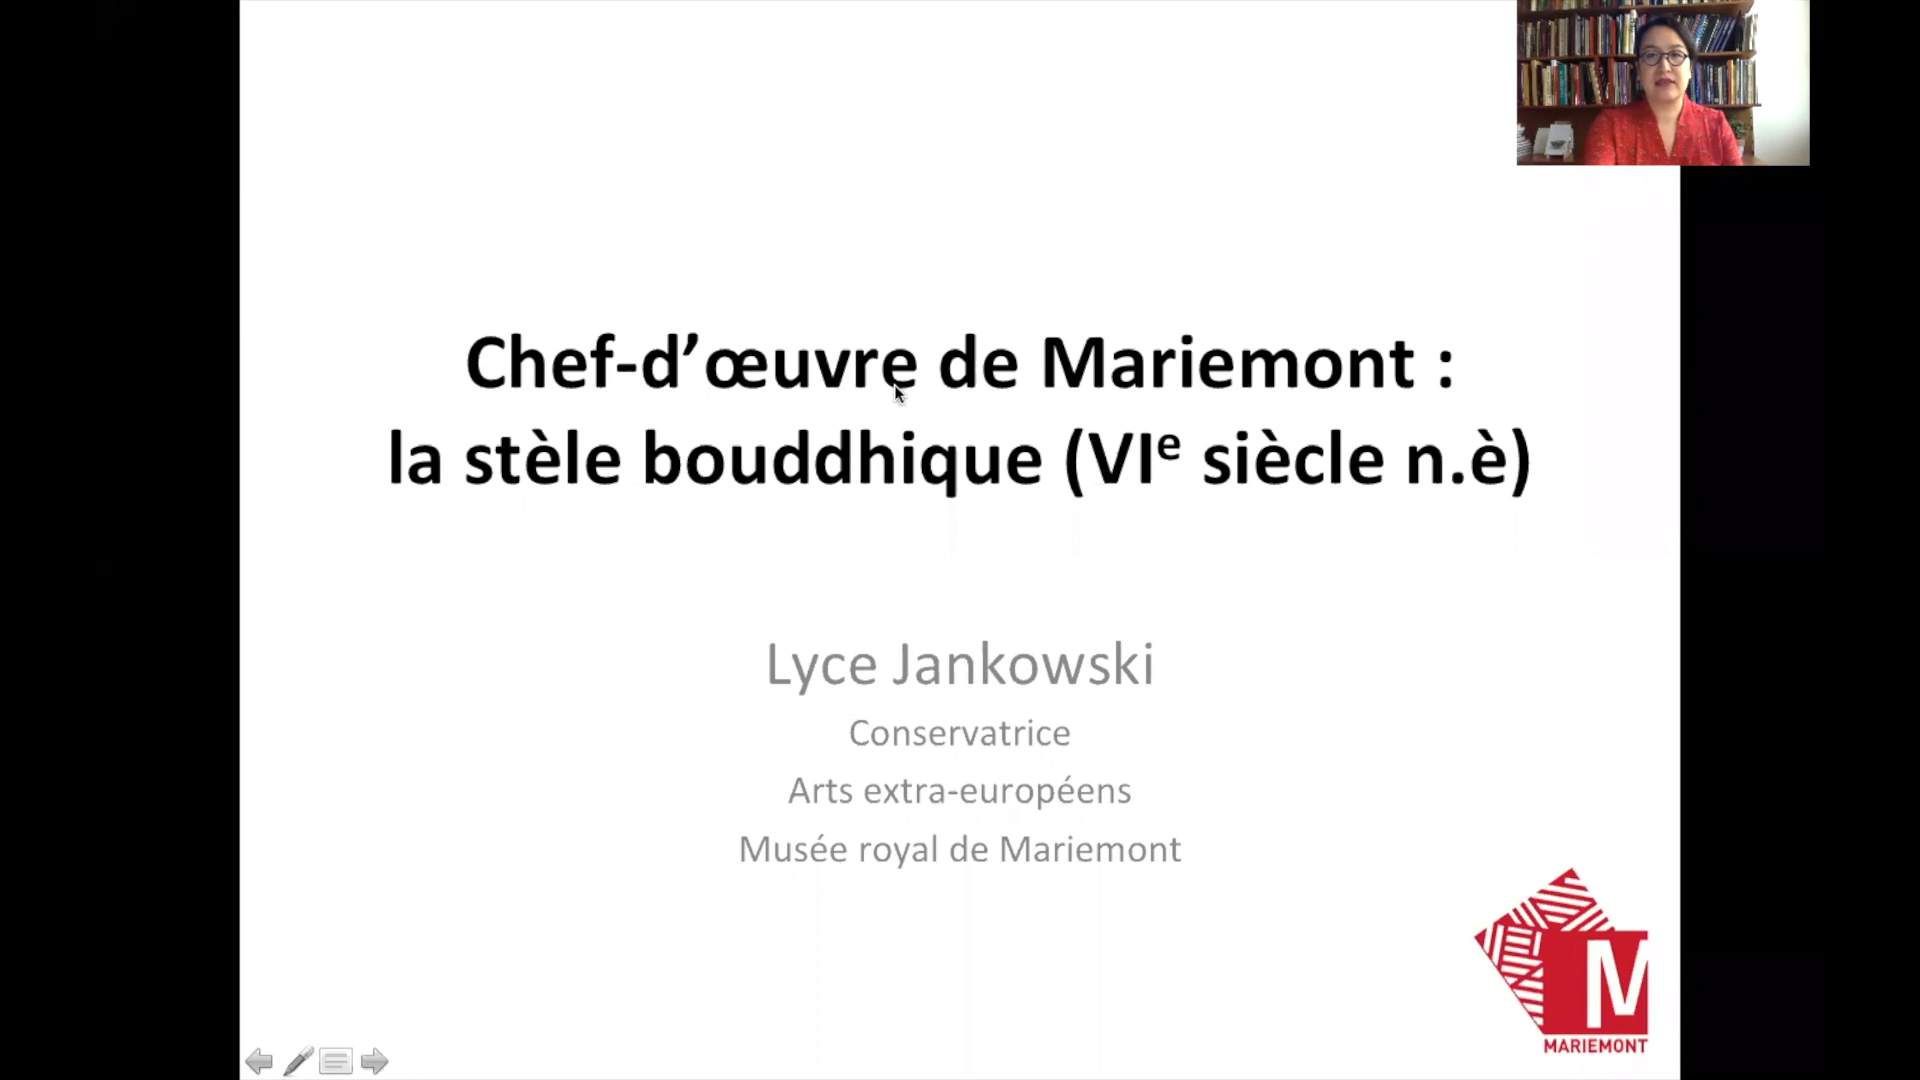 Chef-d’œuvre de Mariemont :
la stèle bouddhique (VIe siècle n.è)
Lyce Jankowski
Conservatrice
Arts extra-européens
Musée royal de Mariemont
M
MARIEMONT